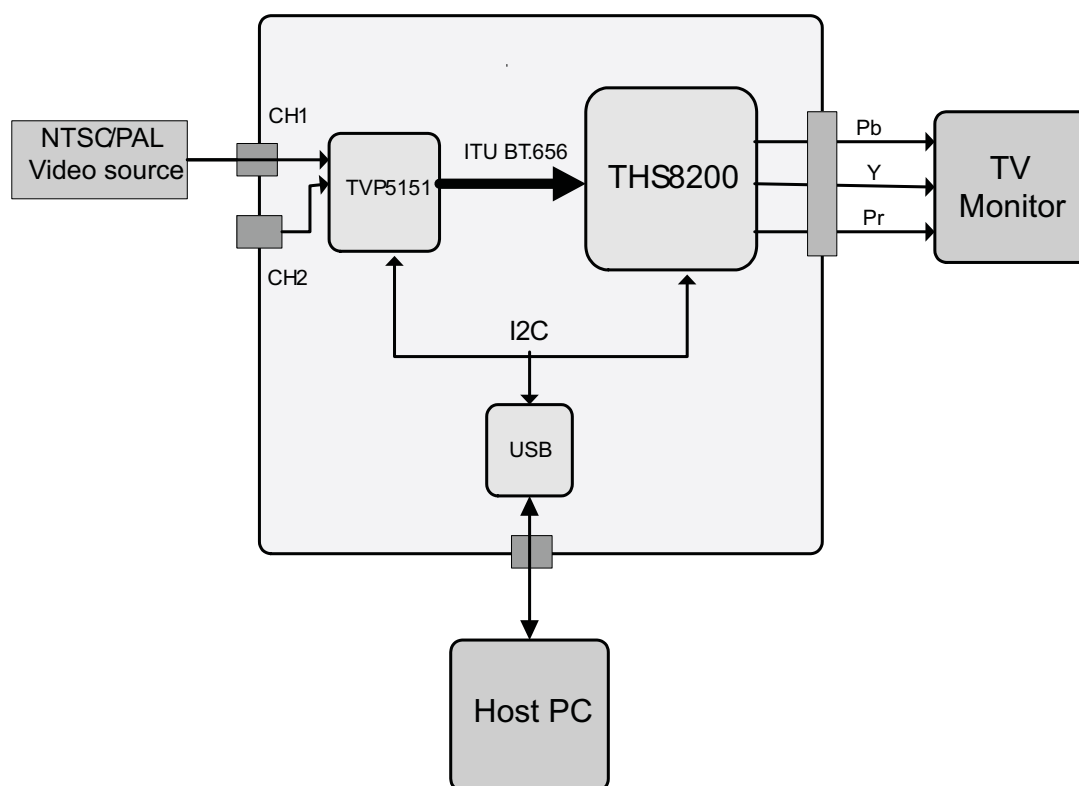 CH1
NTSC/PAL
Video source
TVP5151
ITU BT.656
THS8200
Pb
Y
Pr
TV
Monitor
CH2
I2C
USB
Host PC